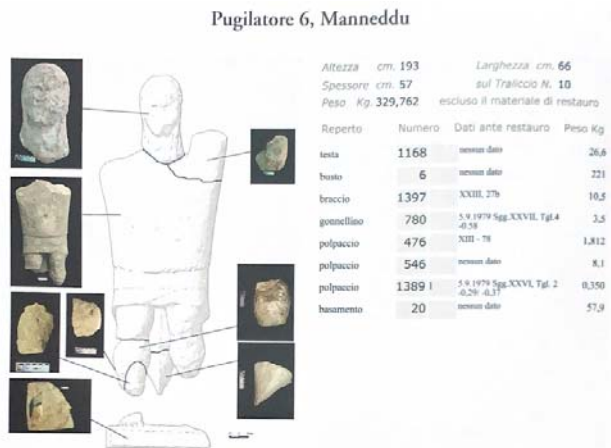 Pugilatore 6, Manneddu
Altezza cm. 193 Larghezza cm. 66
Spessore cm. 57 sul Traliccio N. 10
Peso Kg. 329,762 escluso il materiale di restauro
Reperto Numero Dati ante restauro Peso Kg
testa 1168 nessun dato 26,6
busto 6 nessun dato 221
braccio 1397 XXIII, 27b 10,5
gonnellino 780 5.9.1979 Sgg.XXVII, Tgl.4 3,5
-0.58
polpaccio 476 XIII - 78 1,812
polpaccio 546 nessun dato 8,1
polpaccio 1389 I 5.9.1979 Sgg.XXVI, Tgl. 2 0,350
-0,29/ -0,37
basamento 20 nessun dato 57,9